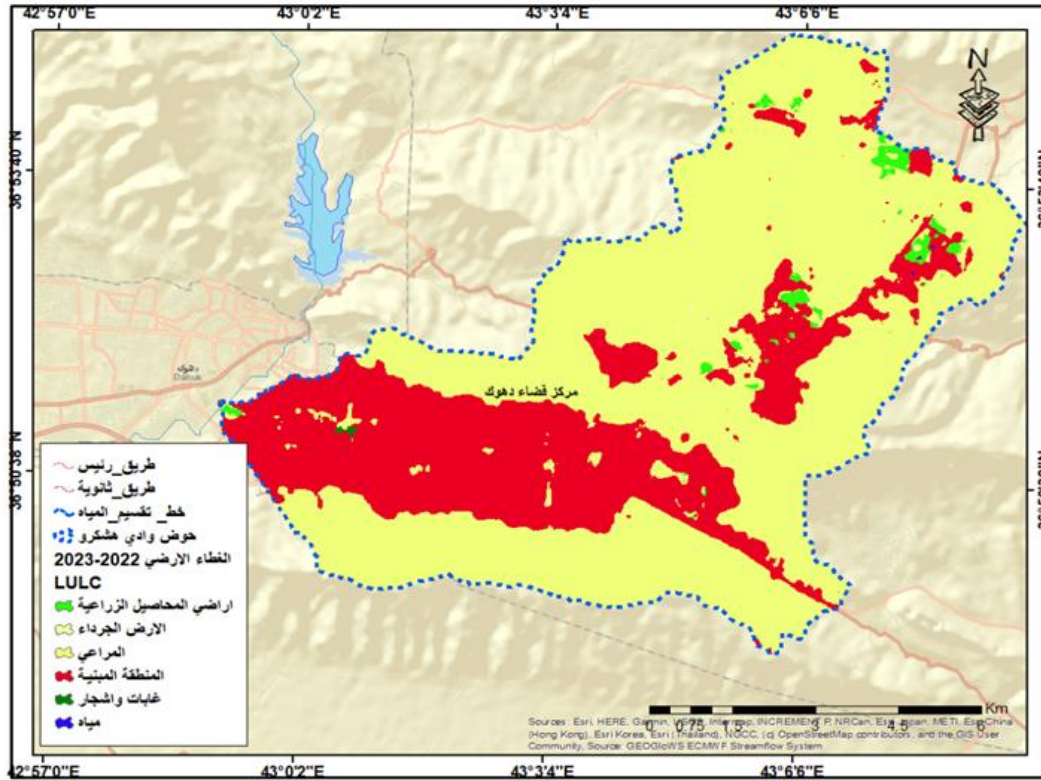 42°57'0"E 43°0'2"E 43°3'4"E 43°6'6"E
N
36°53'40"N
دهوك
Dahuk
مركز قضاء دهوك
36°50'38"N
طريق_رئيس
طريق_ثانوية
خط_ تقسيم_المياه
حوض وادي هشكرو
الغطاء الارضي 2022-2023
LULC
اراضي المحاصيل الزراعية
الارض الجرداء
المراعي
المنطقة المبنية
غابات واشجار
مياه
Km
0 0.75 1.5 3 4.5 6
Sources: Esri, HERE, Garmin, USGS, Intermap, INCREMENT P, NRCan, Esri Japan, METI, Esri China
(Hong Kong), Esri Korea, Esri (Thailand), NGCC, (c) OpenStreetMap contributors, and the GIS User
Community, Source: GEOGloWS ECMWF Streamflow System
42°57'0"E 43°0'2"E 43°3'4"E 43°6'6"E